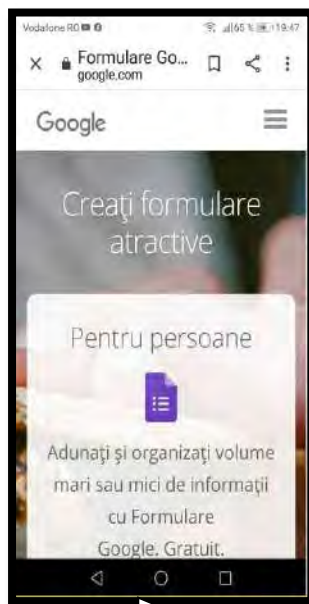 Vodafone RO 65 % 19:47
Formulare Go...
google.com
Google
Creați formulare
atractive
Pentru persoane
Adunați și organizați volume
mari sau mici de informații
cu Formulare
Google. Gratuit.